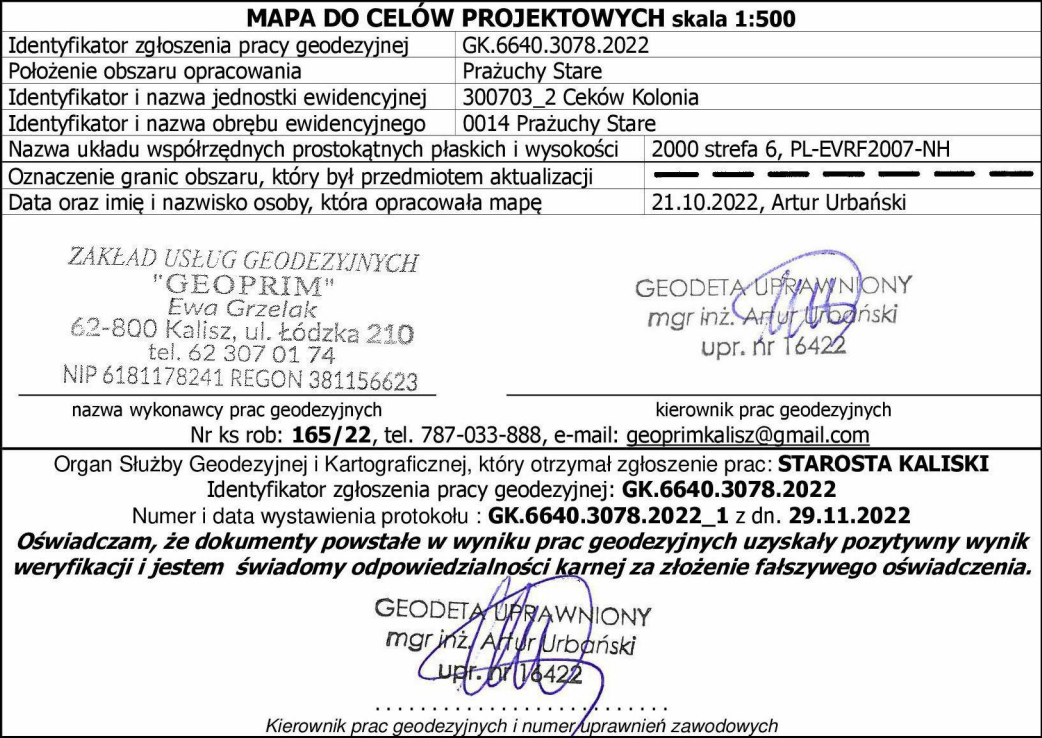 MAPA DO CELÓW PROJEKTOWYCH skala 1:500
Identyfikator zgłoszenia pracy geodezyjnej GK.6640.3078.2022
Położenie obszaru opracowania Prażuchy Stare
Identyfikator i nazwa jednostki ewidencyjnej 300703_2 Ceków Kolonia
Identyfikator i nazwa obrębu ewidencyjnego 0014 Prażuchy Stare
Nazwa układu współrzędnych prostokątnych płaskich i wysokości 2000 strefa 6, PL-EVRF2007-NH
Oznaczenie granic obszaru, który był przedmiotem aktualizacji
Data oraz imię i nazwisko osoby, która opracowała mapę 21.10.2022, Artur Urbański
ZAKŁAD USŁUG GEODEZYJNYCH
"GEOPRIM"
Ewa Grzelak
62-800 Kalisz, ul. Łódzka 210
tel. 62 307 01 74
NIP 6181178241 REGON 381156623
GEODETA UPRAWNIONY
mgr inż. Artur Urbański
upr. nr 16422
nazwa wykonawcy prac geodezyjnych
kierownik prac geodezyjnych
Nr ks rob: 165/22, tel. 787-033-888, e-mail: geoprimkalisz@gmail.com
Organ Służby Geodezyjnej i Kartograficznej, który otrzymał zgłoszenie prac: STAROSTA KALISKI
Identyfikator zgłoszenia pracy geodezyjnej: GK.6640.3078.2022
Numer i data wystawienia protokołu : GK.6640.3078.2022_1 z dn. 29.11.2022
Oświadczam, że dokumenty powstałe w wyniku prac geodezyjnych uzyskały pozytywny wynik
weryfikacji i jestem świadomy odpowiedzialności karnej za złożenie fałszywego oświadczenia.
GEODETA UPRAWNIONY
mgr inż. Artur Urbański
upr. nr 16422
Kierownik prac geodezyjnych i numer uprawnień zawodowych